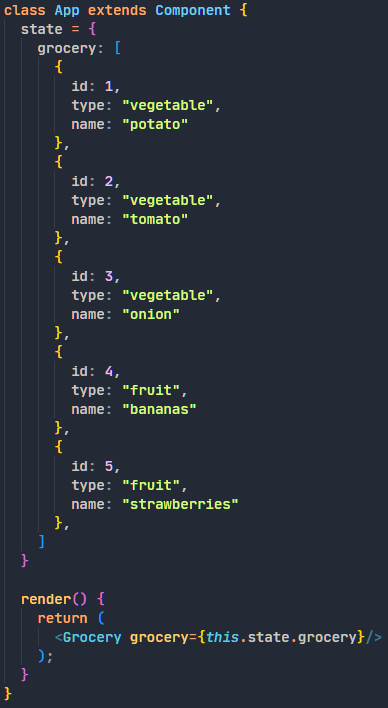 class App extends Component {
  state = {
    grocery: [
      {
        id: 1,
        type: "vegetable",
        name: "potato"
      },
      {
        id: 2,
        type: "vegetable",
        name: "tomato"
      },
      {
        id: 3,
        type: "vegetable",
        name: "onion"
      },
      {
        id: 4,
        type: "fruit",
        name: "bananas"
      },
      {
        id: 5,
        type: "fruit",
        name: "strawberries"
      },
    ]
  }

  render() {
    return (
      <Grocery grocery={this.state.grocery}/>
    );
  }
}